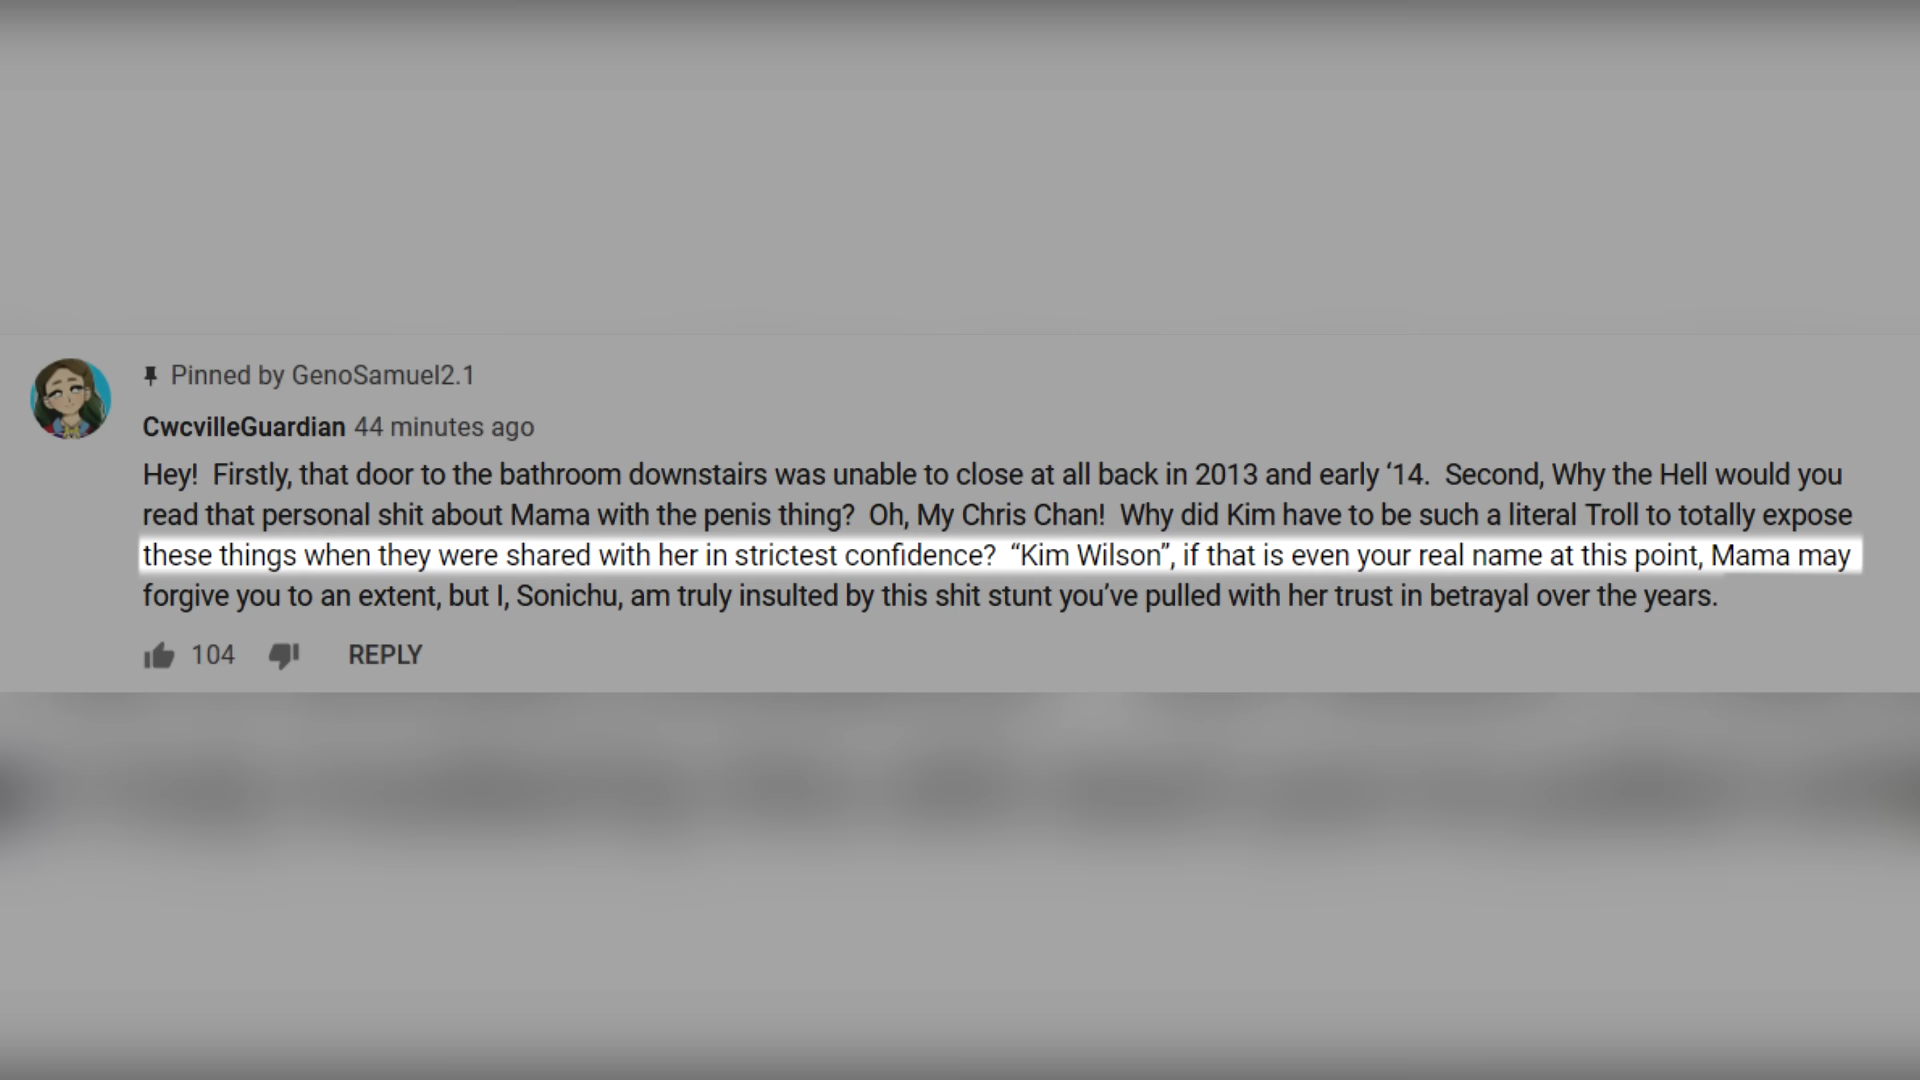 Pinned by GenoSamuel2.1
CwcvilleGuardian 44 minutes ago
Hey!  Firstly, that door to the bathroom downstairs was unable to close at all back in 2013 and early ‘14.  Second, Why the Hell would you
read that personal shit about Mama with the penis thing?  Oh, My Chris Chan!  Why did Kim have to be such a literal Troll to totally expose
these things when they were shared with her in strictest confidence?  “Kim Wilson”, if that is even your real name at this point, Mama may
forgive you to an extent, but I, Sonichu, am truly insulted by this shit stunt you’ve pulled with her trust in betrayal over the years.
104 REPLY